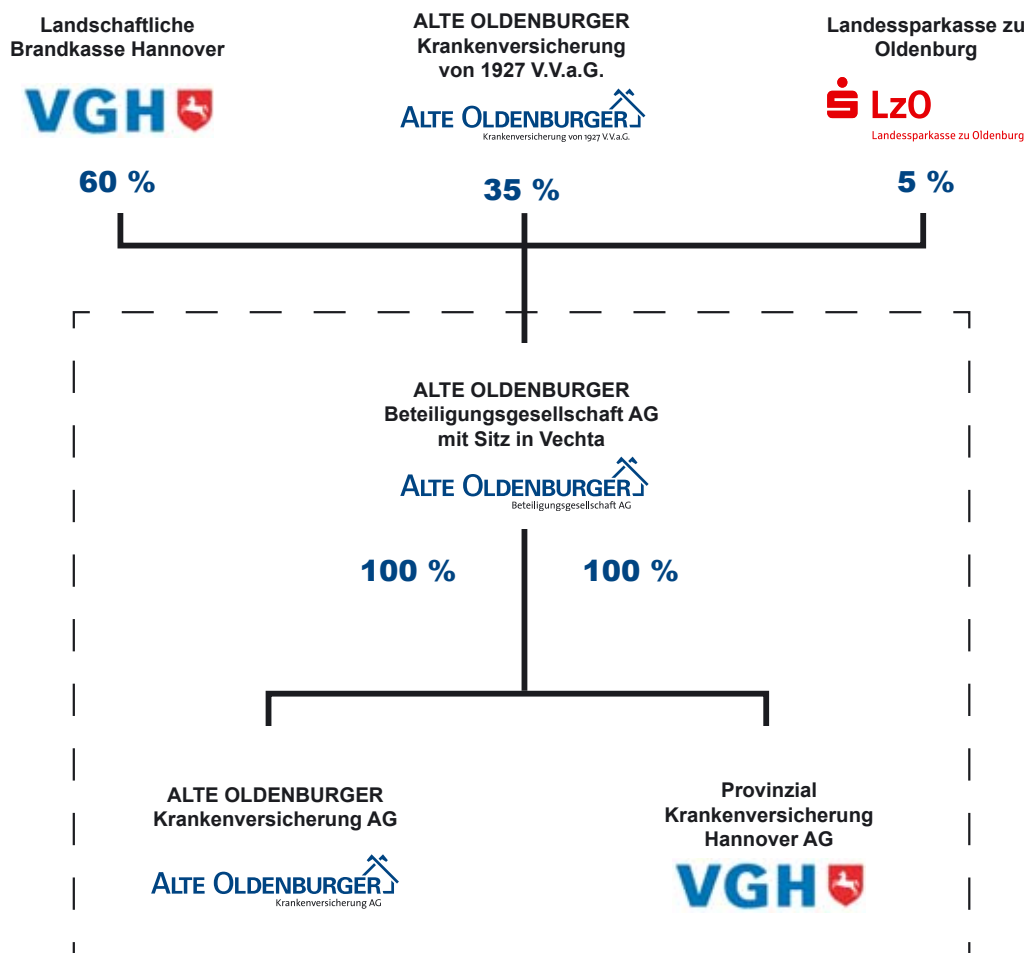 Landschaftliche
Brandkasse Hannover
VGH
60 %
ALTE OLDENBURGER
Krankenversicherung
von 1927 V.V.a.G.
ALTE OLDENBURGER
Krankenversicherung von 1927 V.V.a.G.
35 %
Landessparkasse zu
Oldenburg
LzO
Landessparkasse zu Oldenburg
5 %
ALTE OLDENBURGER
Beteiligungsgesellschaft AG
mit Sitz in Vechta
ALTE OLDENBURGER
Beteiligungsgesellschaft AG
100 %
100 %
ALTE OLDENBURGER
Krankenversicherung AG
ALTE OLDENBURGER
Krankenversicherung AG
Provinzial
Krankenversicherung
Hannover AG
VGH